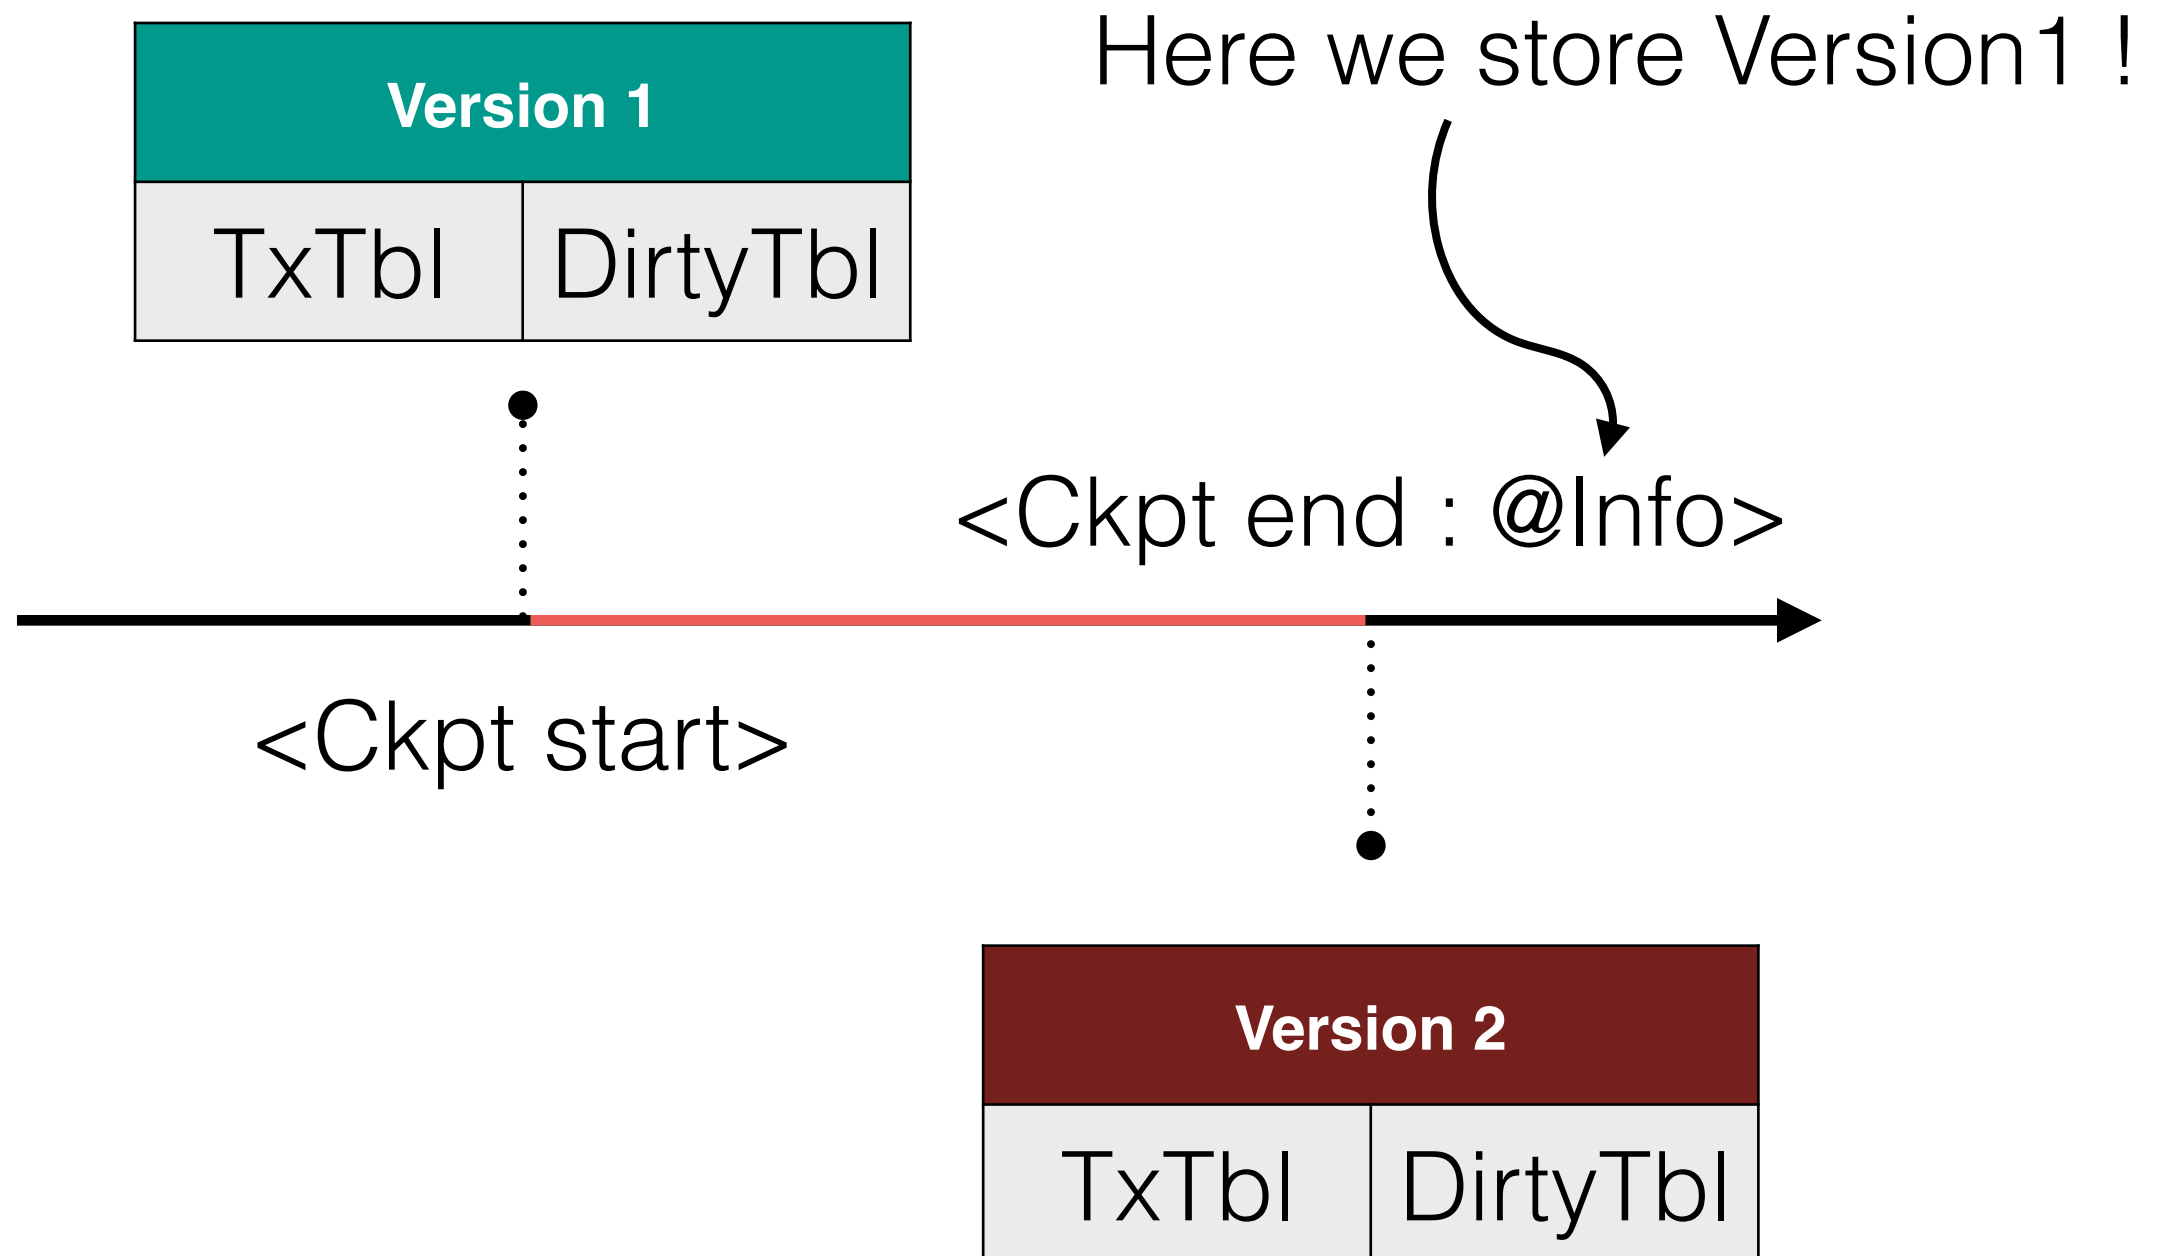 Here we store Version1 !
Version 1
TxTbl DirtyTbl
<Ckpt end : @Info>
<Ckpt start>
Version 2
TxTbl DirtyTbl